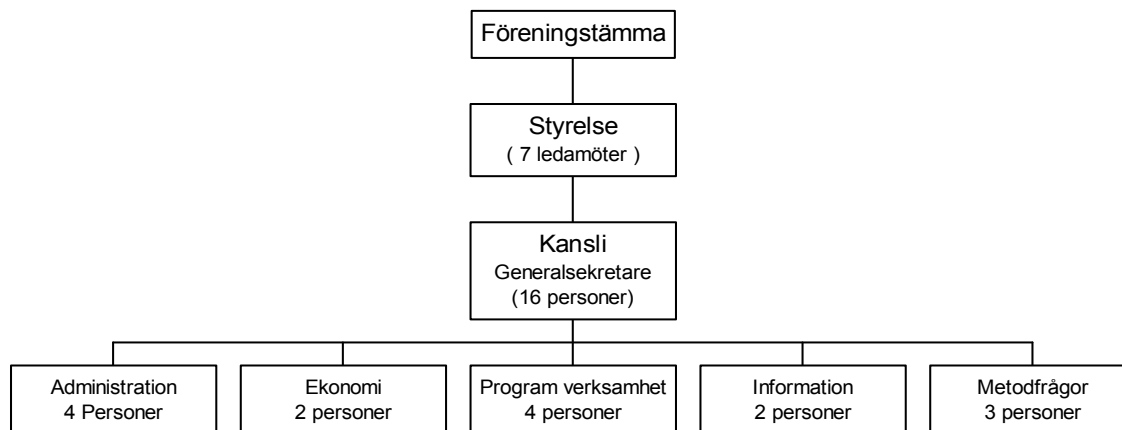 Föreningstämma
Styrelse
( 7 ledamöter )
Kansli
Generalsekretare
(16 personer)
Administration
4 Personer
Ekonomi
2 personer
Program verksamhet
4 personer
Information
2 personer
Metodfrågor
3 personer